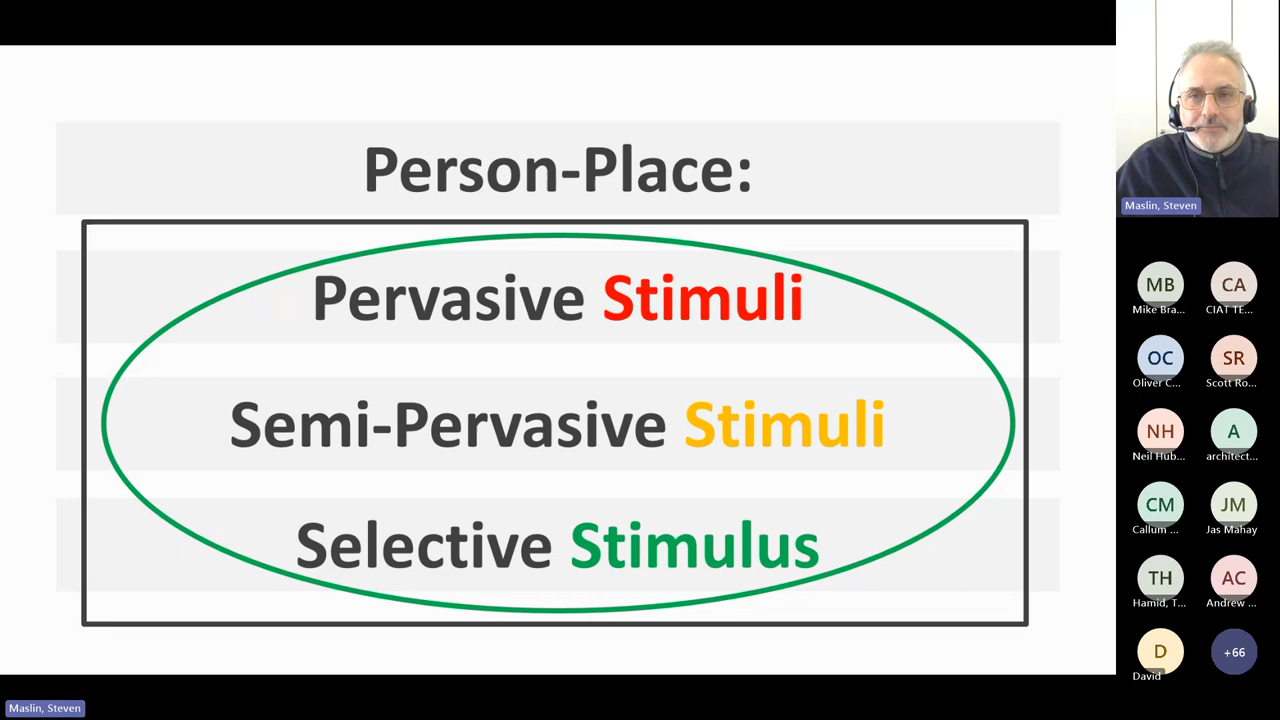 Person-Place:
Pervasive Stimuli
Semi-Pervasive Stimuli
Selective Stimulus
Maslin, Steven
MB
CA
Mike Bra...
CIAT TE...
OC
SR
Oliver C...
Scott Ro...
NH
A
Neil Hub...
architect...
CM
JM
Callum ...
Jas Mahay
TH
AC
Hamid, T...
Andrew ...
D
+66
David
Maslin, Steven